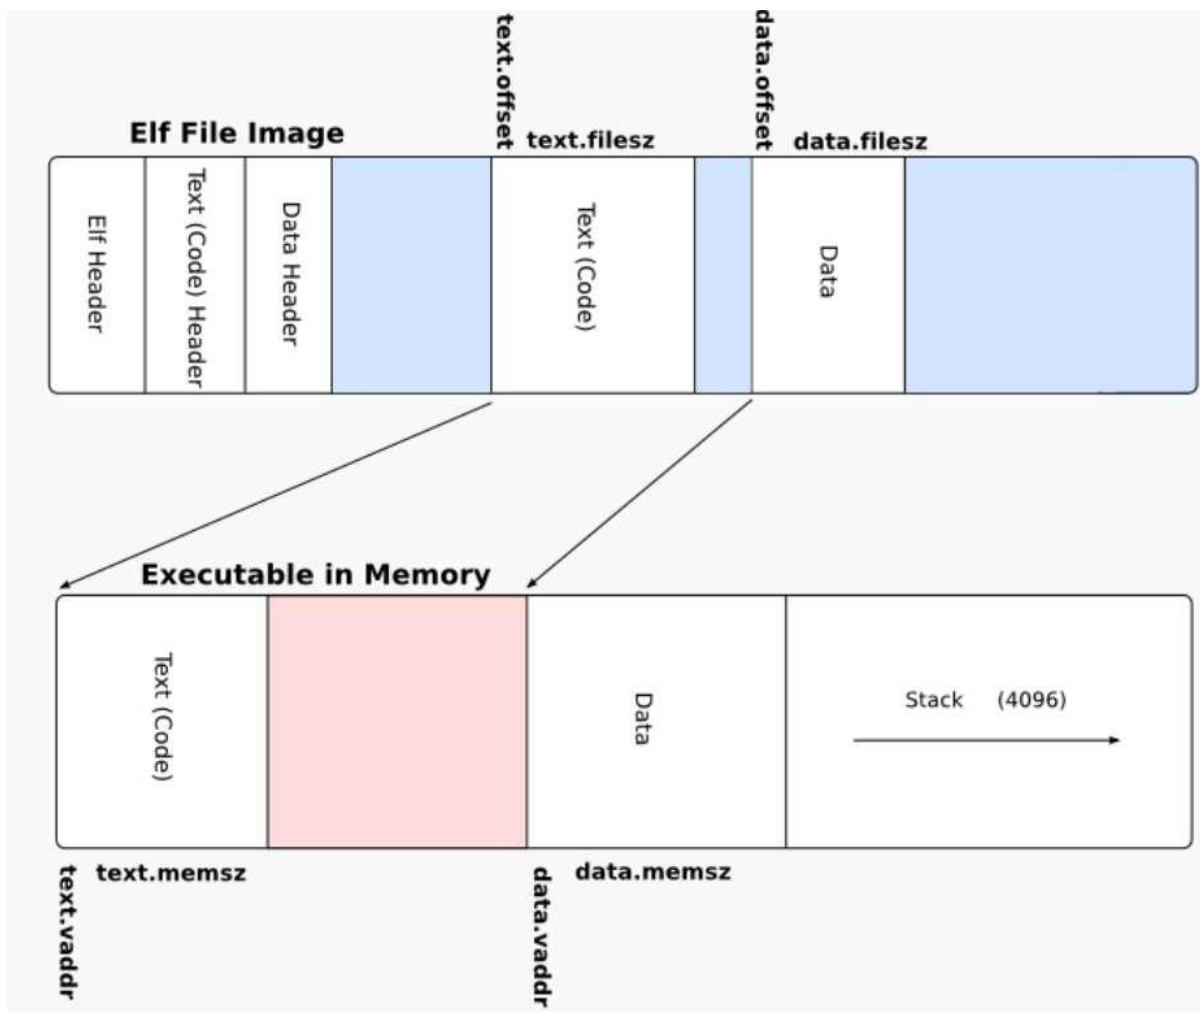 text.offset
data.offset
Elf File Image
text.filesz
data.filesz
Elf Header
Text (Code) Header
Data Header
Text (Code)
Data
Executable in Memory
Text (Code)
Data
Stack (4096)
text.vaddr
text.memsz
data.vaddr
data.memsz